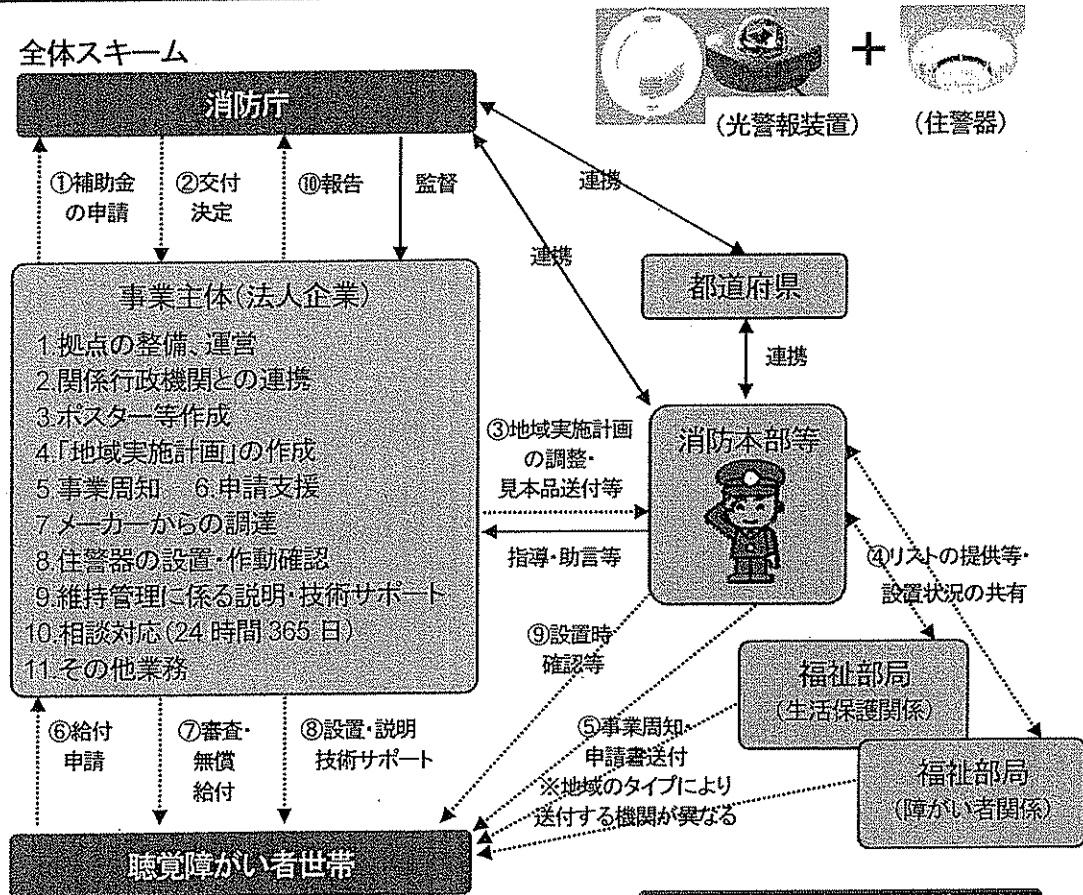 全体スキーム
(光警報装置)
+
(住警器)
消防庁
①補助金
の申請
②交付
決定
⑩報告
監督
連携
連携
都道府県
連携
事業主体(法人企業)
1.拠点の整備、運営
2.関係行政機関との連携
3.ポスター等作成
4.「地域実施計画」の作成
5.事業周知 6.申請支援
7.メーカーからの調達
8.住警器の設置・作動確認
9.維持管理に係る説明・技術サポート
10.相談対応(24時間365日)
11.その他業務
③地域実施計画
の調整・
見本品送付等
指導・助言等
消防本部等
④リストの提供等・
設置状況の共有
⑨設置時
確認等
福祉部局
(生活保護関係)
福祉部局
(障がい者関係)
⑤事業周知・
申請書送付
※地域のタイプにより
送付する機関が異なる
⑥給付
申請
⑦審査・
無償
給付
⑧設置・説明
技術サポート
聴覚障がい者世帯